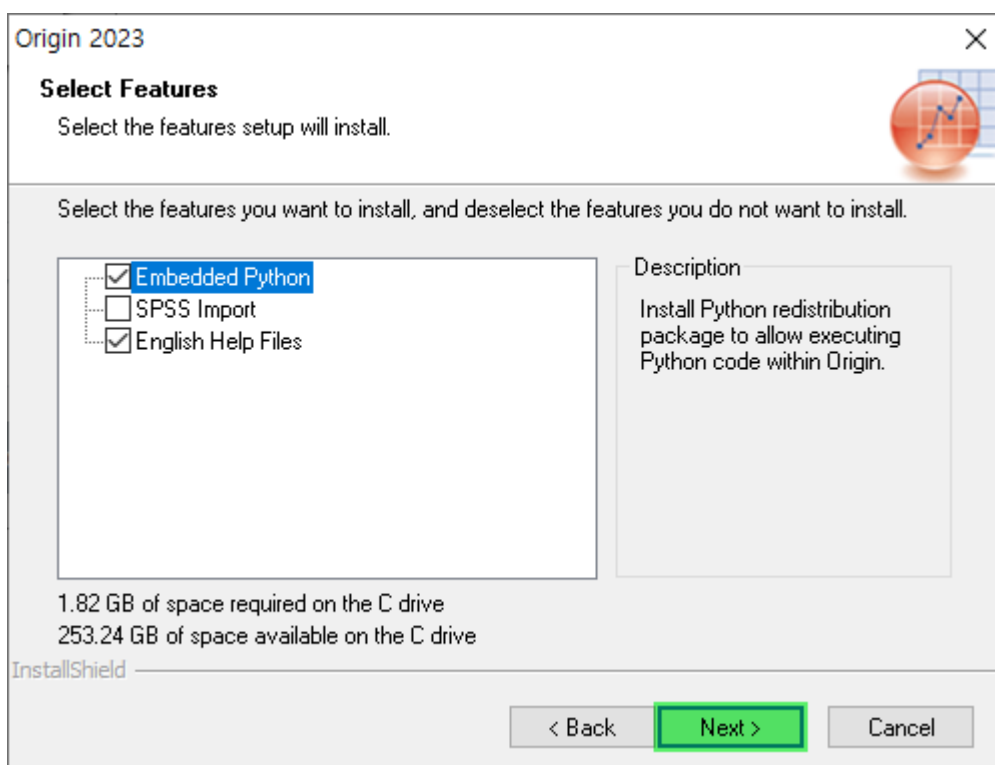 Origin 2023
Select Features
Select the features setup will install.
Select the features you want to install, and deselect the features you do not want to install.
Embedded Python
SPSS Import
English Help Files
Description
Install Python redistribution
package to allow executing
Python code within Origin.
1.82 GB of space required on the C drive
253.24 GB of space available on the C drive
InstallShield
< Back
Next >
Cancel